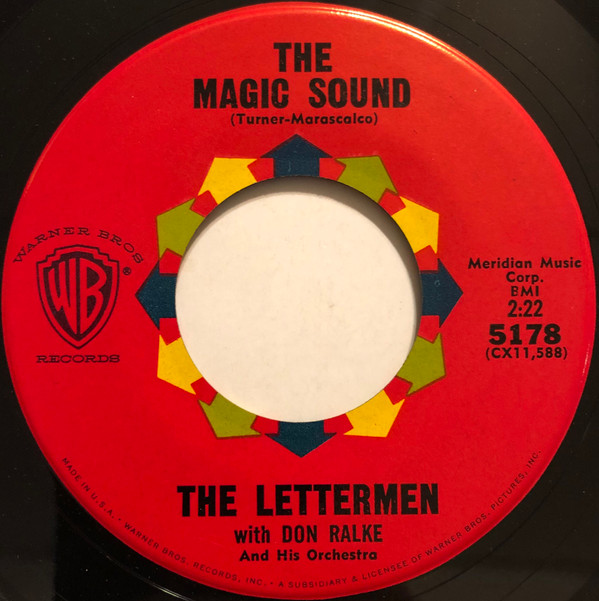 THE
MAGIC SOUND
(Turner-Marascalco)
WARNER BROS
WB
®
RECORDS
Meridian Music
Corp.
BMI
2:22
5178
(CX11,588)
THE LETTERMEN
with DON RALKE
And His Orchestra
MADE IN U.S.A. • WARNER BROS. RECORDS, INC. • A SUBSIDIARY & LICENSEE OF WARNER BROS. PICTURES, INC.